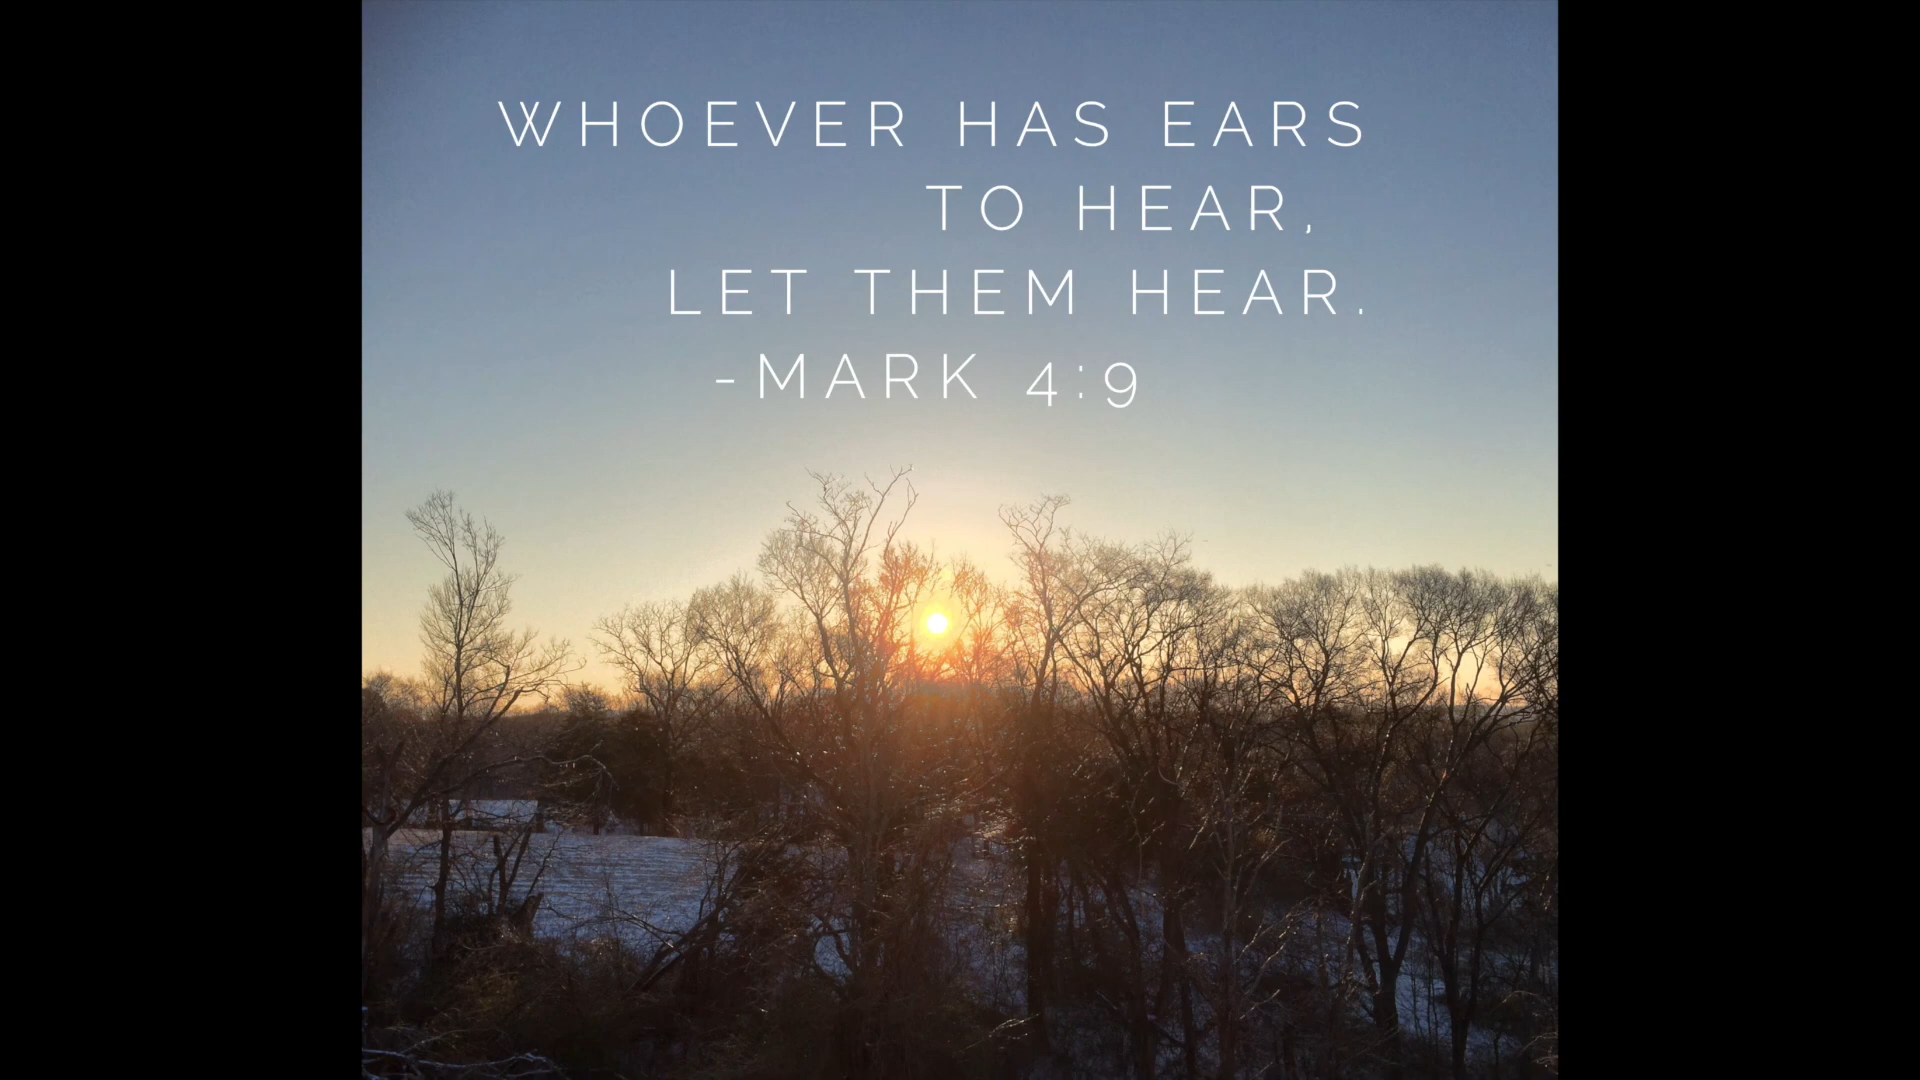 WHOEVER HAS EARS
TO HEAR,
LET THEM HEAR.
-MARK 4:9